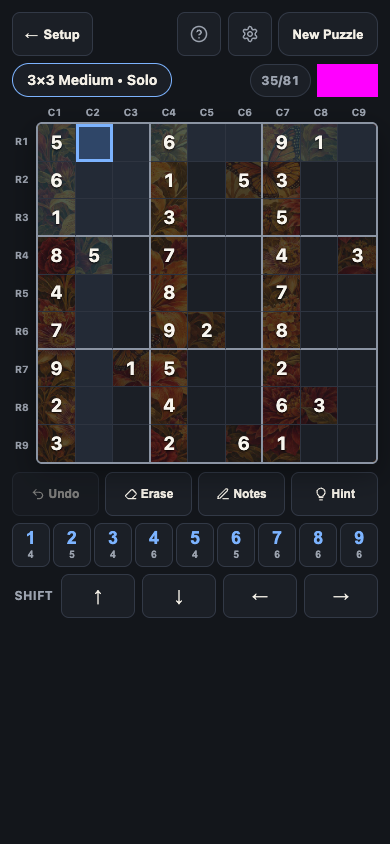 ← Setup
New Puzzle
3×3 Medium • Solo
35/81
C1 C2 C3 C4 C5 C6 C7 C8 C9
R1 5 6 9 1
R2 6 1 5 3
R3 1 3 5
R4 8 5 7 4 3
R5 4 8 7
R6 7 9 2 8
R7 9 1 5 2
R8 2 4 6 3
R9 3 2 6 1
Undo Erase Notes Hint
1 2 3 4 5 6 7 8 9
4 5 4 6 4 5 6 6 6
SHIFT ↑ ↓ ← →